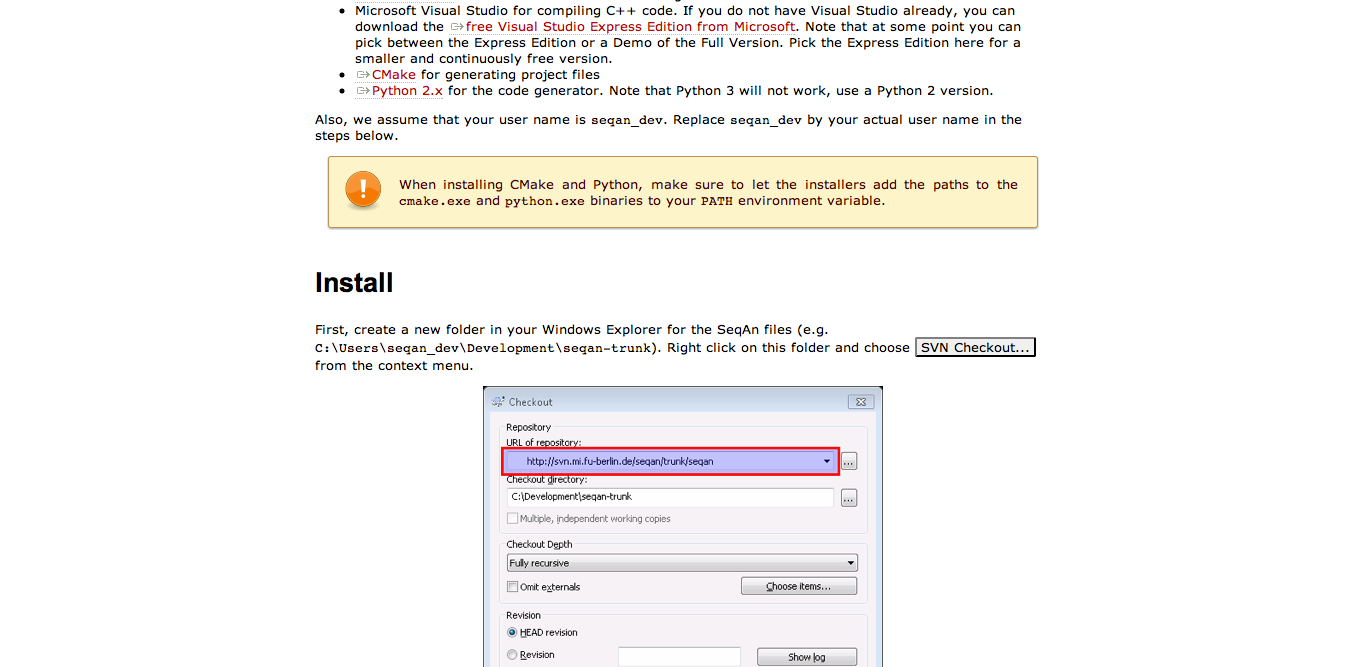 Microsoft Visual Studio for compiling C++ code. If you do not have Visual Studio already, you can
download the free Visual Studio Express Edition from Microsoft. Note that at some point you can
pick between the Express Edition or a Demo of the Full Version. Pick the Express Edition here for a
smaller and continuously free version.
CMake for generating project files
Python 2.x for the code generator. Note that Python 3 will not work, use a Python 2 version.
Also, we assume that your user name is seqan_dev. Replace seqan_dev by your actual user name in the
steps below.
When installing CMake and Python, make sure to let the installers add the paths to the
cmake.exe and python.exe binaries to your PATH environment variable.
Install
First, create a new folder in your Windows Explorer for the SeqAn files (e.g.
C:\Users\seqan_dev\Development\seqan-trunk). Right click on this folder and choose SVN Checkout...
from the context menu.
Checkout
Repository
URL of repository:
http://svn.mi.fu-berlin.de/seqan/trunk/seqan
...
Checkout directory:
C:\Development\seqan-trunk
...
Multiple, independent working copies
Checkout Depth
Fully recursive
Omit externals
Choose items...
Revision
HEAD revision
Revision
Show log